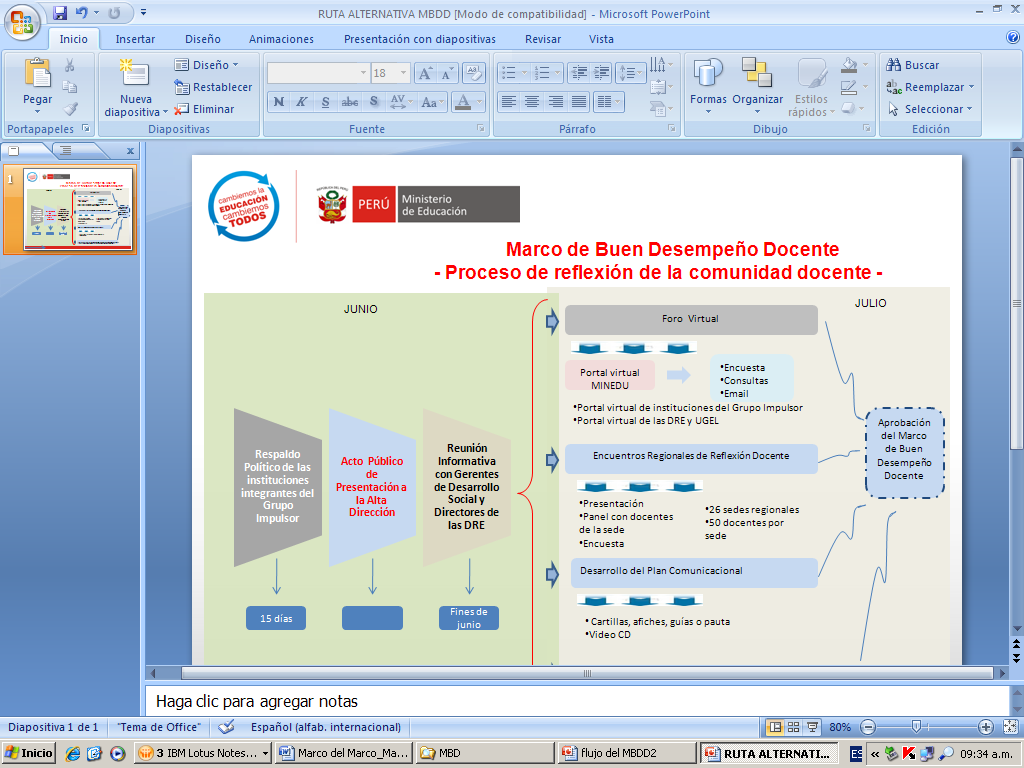 RUTA ALTERNATIVA MBDD [Modo de compatibilidad] - Microsoft PowerPoint
Inicio Insertar Diseño Animaciones Presentación con diapositivas Revisar Vista
Pegar
Nueva
diapositiva
Diseño
Restablecer
Eliminar
18
N K S abc S AV Aa A
Formas Organizar Estilos
rápidos
Buscar
Reemplazar
Seleccionar
Portapapeles Diapositivas Fuente Párrafo Dibujo Edición
1
cambiemos la
EDUCACIÓN
cambiemos
TODOS
REPÚBLICA DEL PERÚ
PERÚ
Ministerio
de Educación
Marco de Buen Desempeño Docente
- Proceso de reflexión de la comunidad docente -
JUNIO
JULIO
Respaldo
Político de las
instituciones
integrantes del
Grupo
Impulsor
Acto Público
de
Presentación a
la Alta
Dirección
Reunión
Informativa
con Gerentes
de Desarrollo
Social y
Directores de
las DRE
15 días
Fines de
junio
Foro Virtual
Portal virtual
MINEDU
•Encuesta
•Consultas
•Email
•Portal virtual de instituciones del Grupo Impulsor
•Portal virtual de las DRE y UGEL
Encuentros Regionales de Reflexión Docente
•Presentación
•Panel con docentes
de la sede
•Encuesta
•26 sedes regionales
•50 docentes por
sede
Desarrollo del Plan Comunicacional
• Cartillas, afiches, guías o pauta
•Video CD
Aprobación
del Marco
de Buen
Desempeño
Docente
Haga clic para agregar notas
Diapositiva 1 de 1 "Tema de Office" Español (alfab. internacional) 80%
Inicio 3 IBM Lotus Notes... Marco del Marco_Ma... MBD flujo del MBDD2 RUTA ALTERNATI... ES « 09:34 a.m.